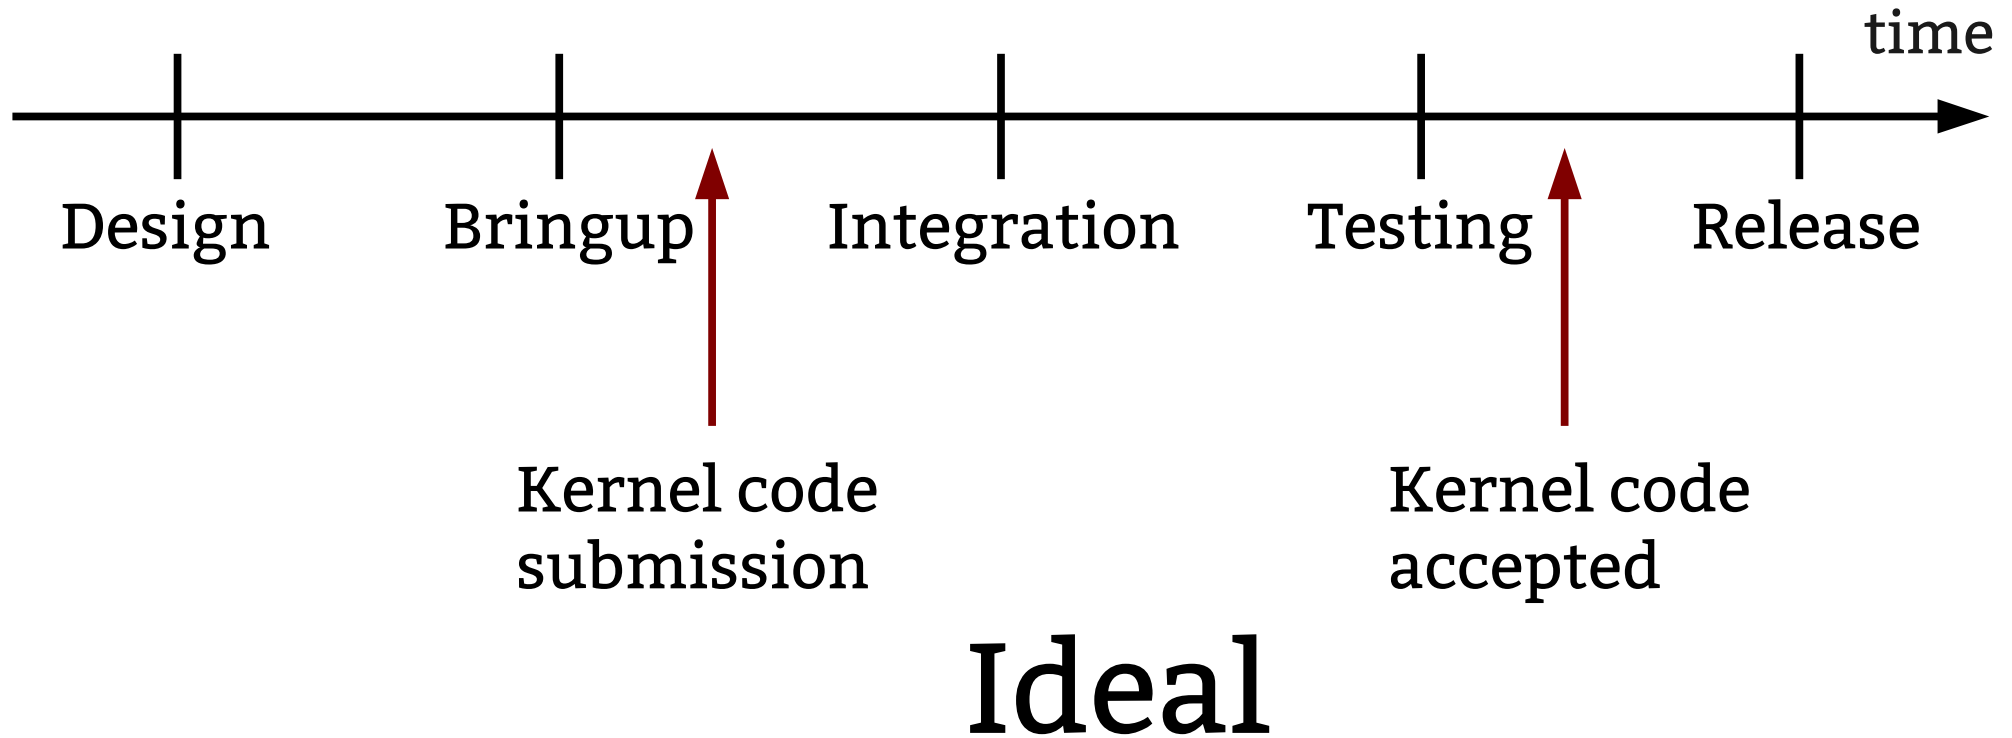 time
Design
Bringup
Integration
Testing
Release
Kernel code
submission
Kernel code
accepted
Ideal